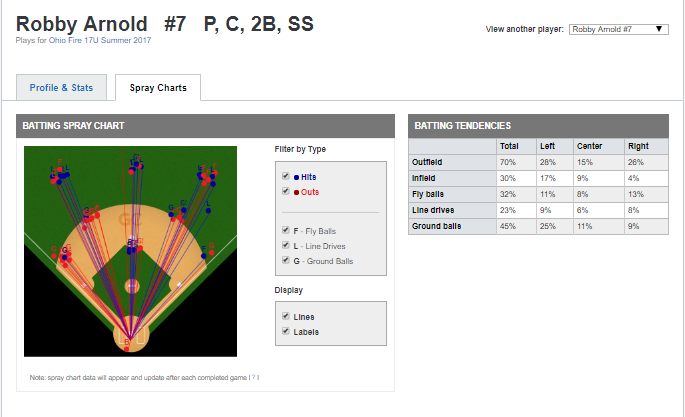 Robby Arnold #7 P, C, 2B, SS
Plays for Ohio Fire 17U Summer 2017
View another player: Robby Arnold #7
Profile & Stats
Spray Charts
BATTING SPRAY CHART
Filter by Type
Hits
Outs
F - Fly Balls
L - Line Drives
G - Ground Balls
Display
Lines
Labels
Note: spray chart data will appear and update after each completed game [ ? ]
BATTING TENDENCIES
Total Left Center Right
Outfield 70% 28% 15% 26%
Infield 30% 17% 9% 4%
Fly balls 32% 11% 8% 13%
Line drives 23% 9% 6% 8%
Ground balls 45% 25% 11% 9%